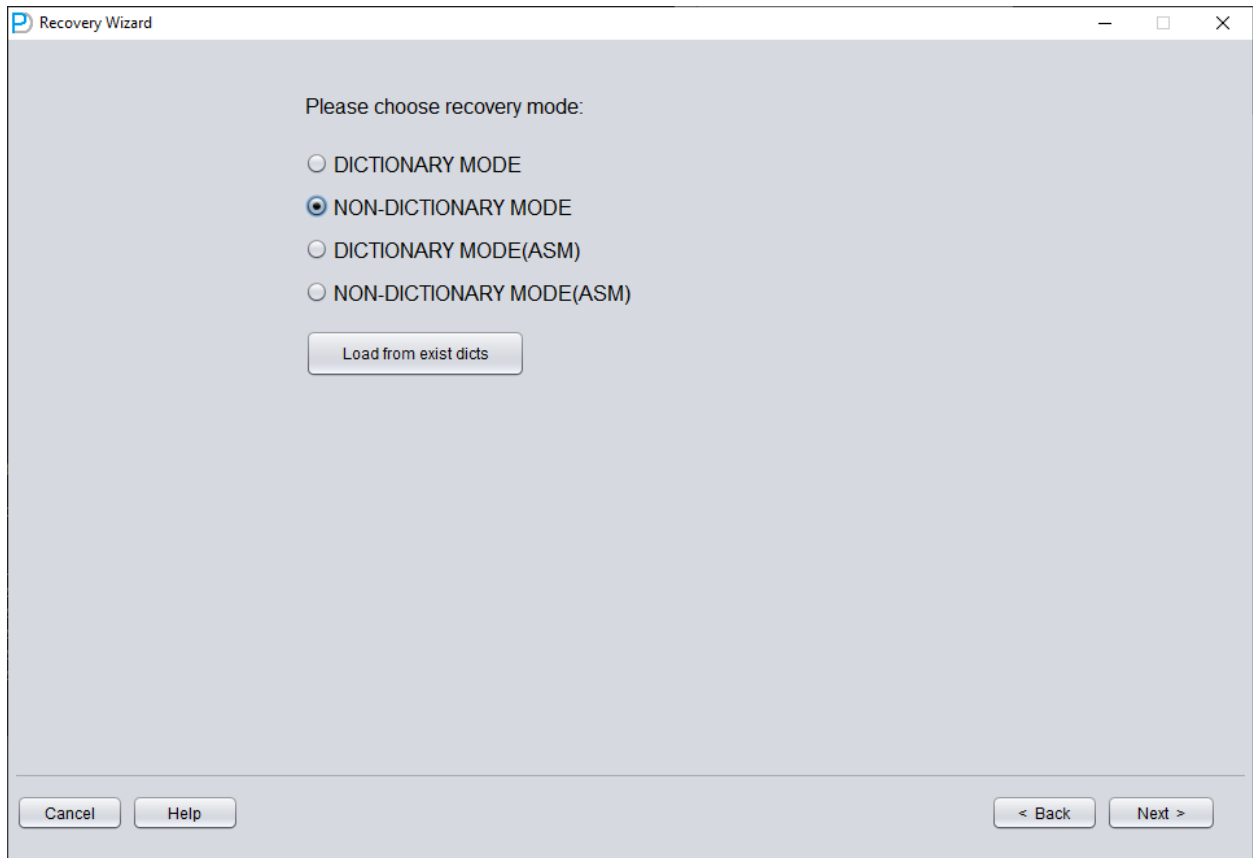 Recovery Wizard
Please choose recovery mode:
DICTIONARY MODE
NON-DICTIONARY MODE
DICTIONARY MODE(ASM)
NON-DICTIONARY MODE(ASM)
Load from exist dicts
Cancel Help < Back Next >